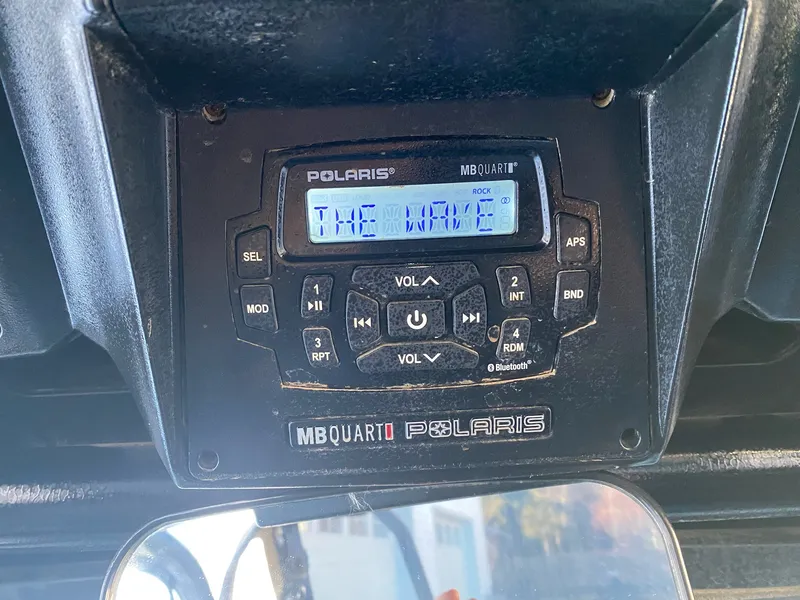 POLARIS® MB QUART®
ROCK
THE WAVE
SEL
APS
VOL
1
2
INT
MOD
BND
3
RPT
4
RDM
VOL
Bluetooth®
MB QUART POLARIS